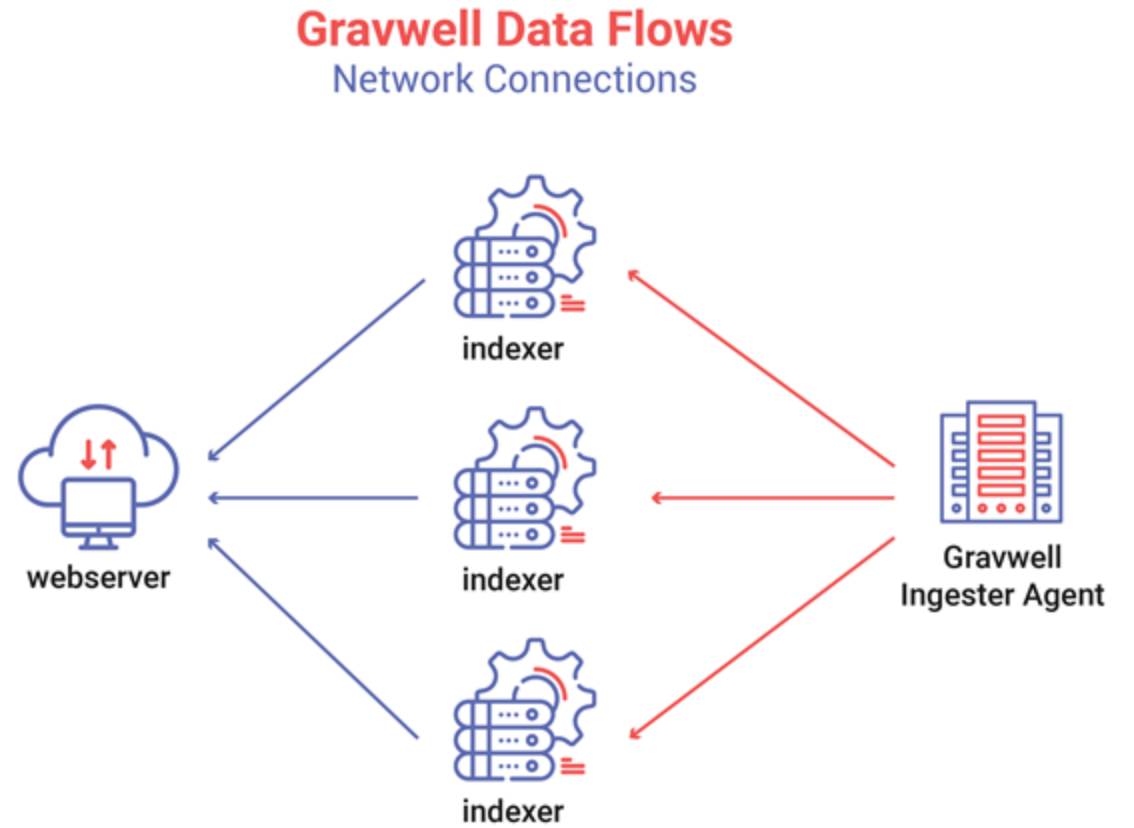 Gravwell Data Flows
Network Connections
indexer
indexer
webserver
Gravwell
Ingester Agent
indexer